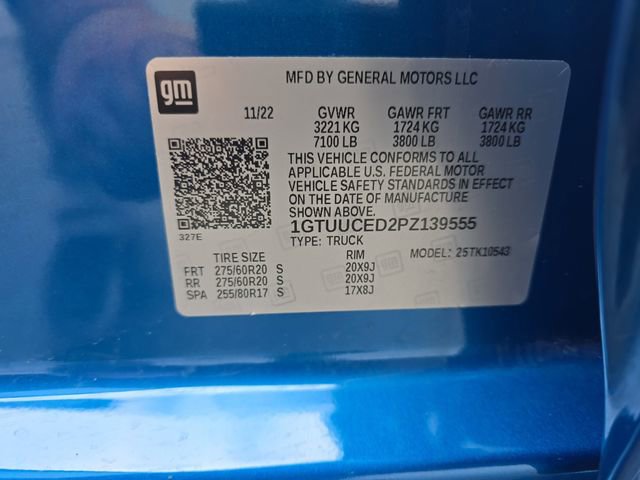 gm
MFD BY GENERAL MOTORS LLC
11/22 GVWR GAWR FRT GAWR RR
3221 KG 1724 KG 1724 KG
7100 LB 3800 LB 3800 LB
THIS VEHICLE CONFORMS TO ALL
APPLICABLE U.S. FEDERAL MOTOR
VEHICLE SAFETY STANDARDS IN EFFECT
ON THE DATE OF MANUFACTURE
SHOWN ABOVE.
327E
1GTUUCED2PZ139555
TYPE: TRUCK MODEL: 25TK10543
TIRE SIZE RIM
FRT 275/60R20 S 20X9J
RR 275/60R20 S 20X9J
SPA 255/80R17 S 17X8J